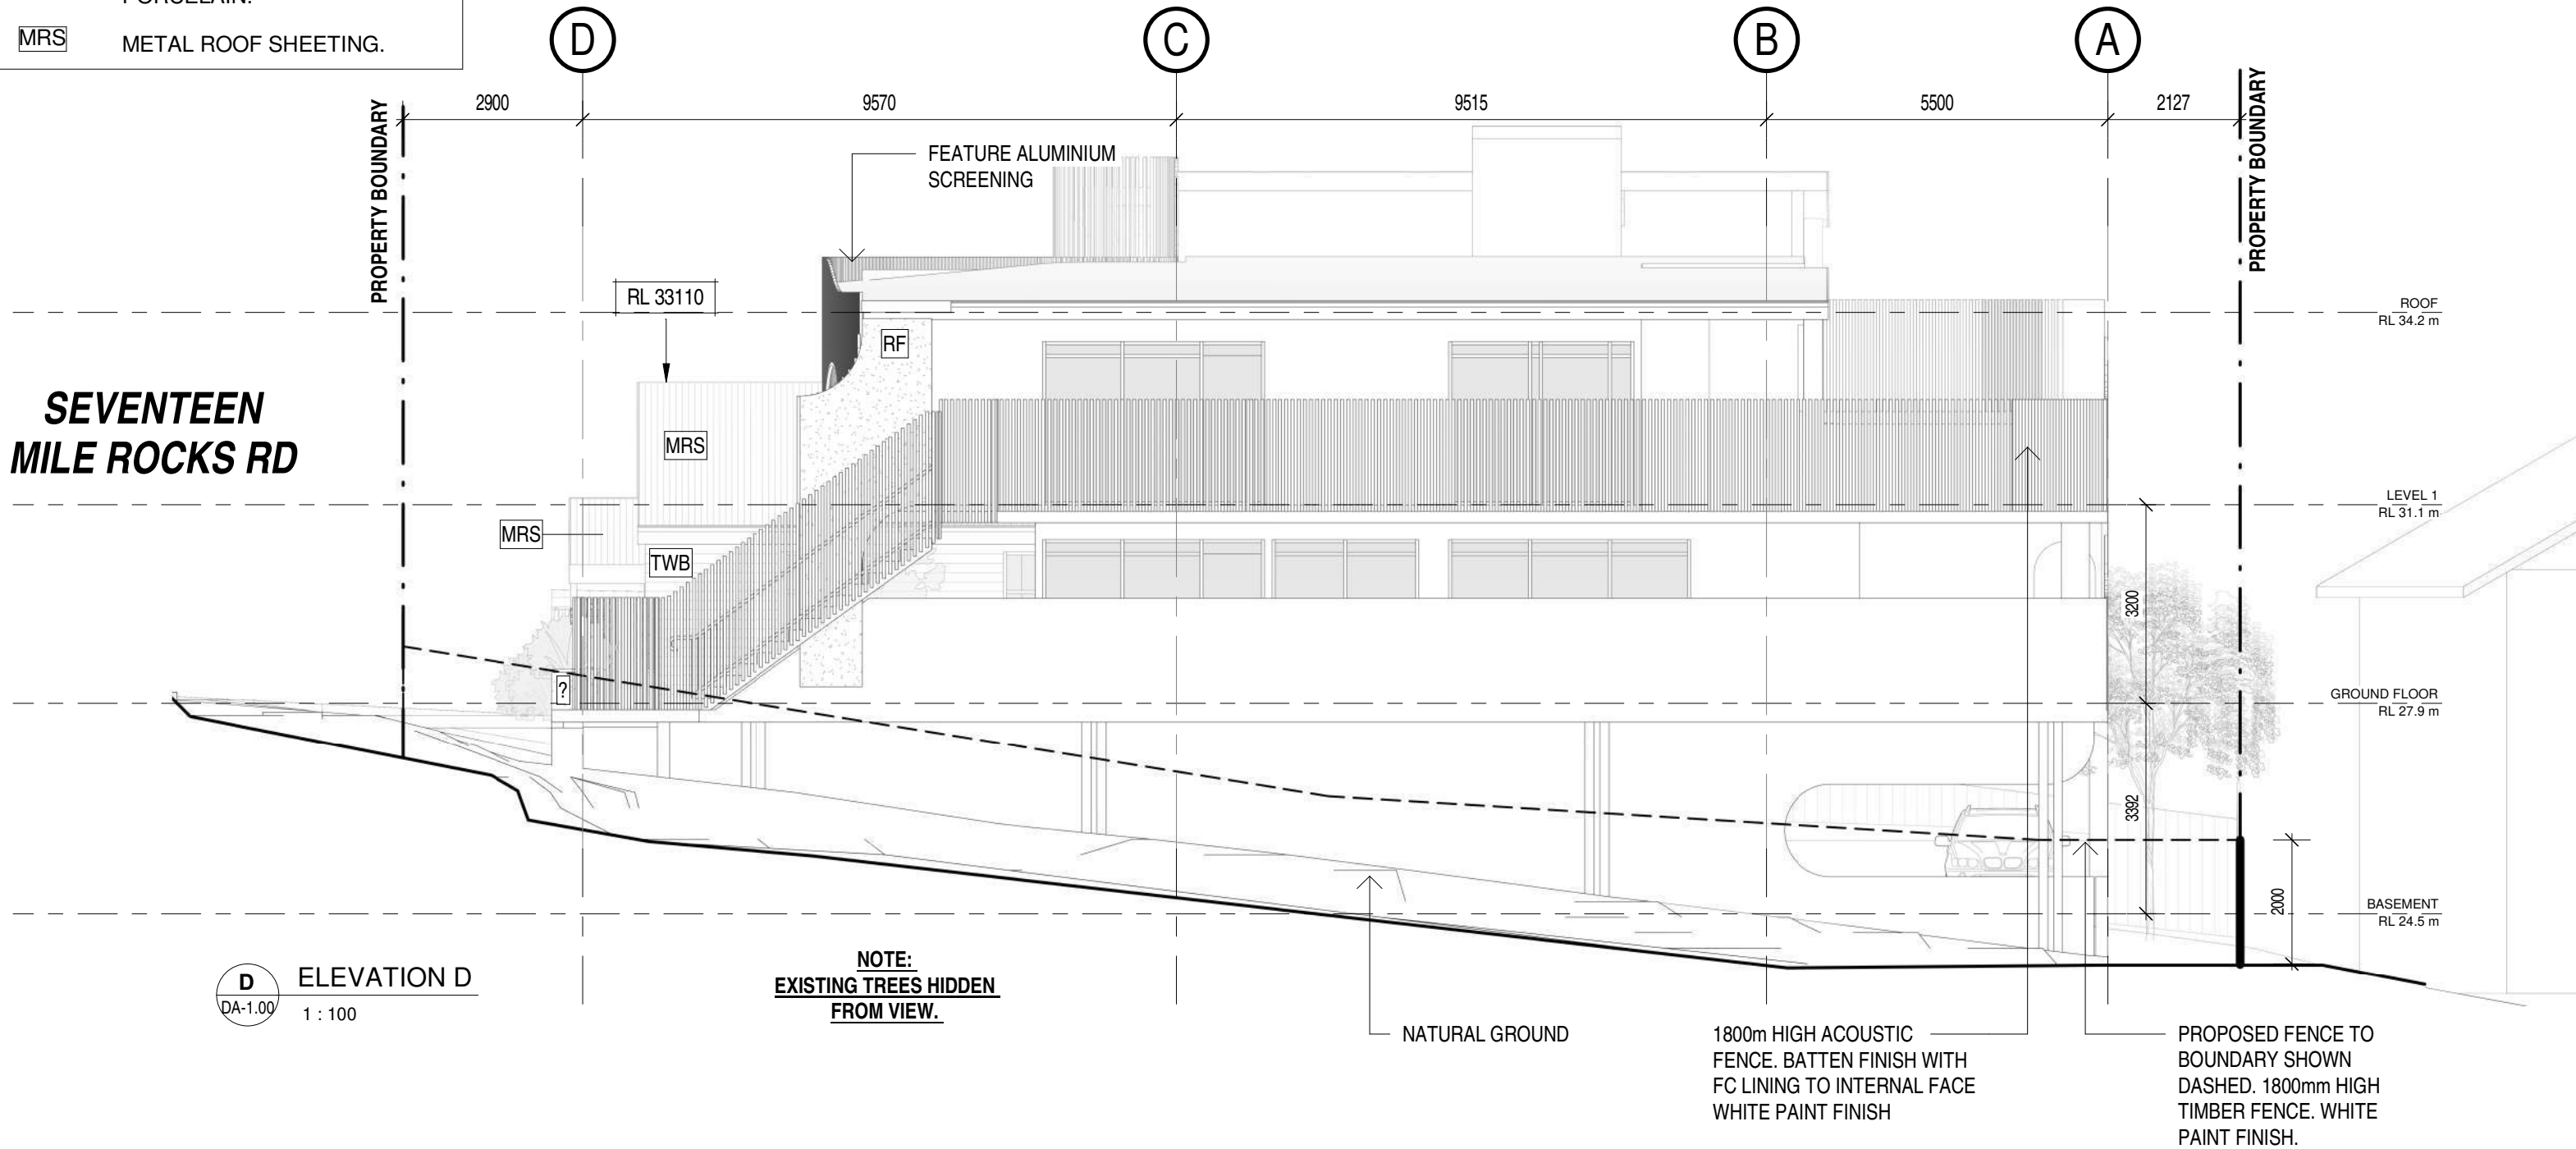 PORCELAIN.
MRS METAL ROOF SHEETING.
D
C
B
A
2900
9570
9515
5500
2127
PROPERTY BOUNDARY
PROPERTY BOUNDARY
FEATURE ALUMINIUM
SCREENING
RL 33110
RF
ROOF
RL 34.2 m
SEVENTEEN
MILE ROCKS RD
MRS
LEVEL 1
RL 31.1 m
MRS
TWB
3200
?
GROUND FLOOR
RL 27.9 m
3392
2000
BASEMENT
RL 24.5 m
D
DA-1.00
ELEVATION D
1 : 100
NOTE:
EXISTING TREES HIDDEN
FROM VIEW.
NATURAL GROUND
1800m HIGH ACOUSTIC
FENCE. BATTEN FINISH WITH
FC LINING TO INTERNAL FACE
WHITE PAINT FINISH
PROPOSED FENCE TO
BOUNDARY SHOWN
DASHED. 1800mm HIGH
TIMBER FENCE. WHITE
PAINT FINISH.